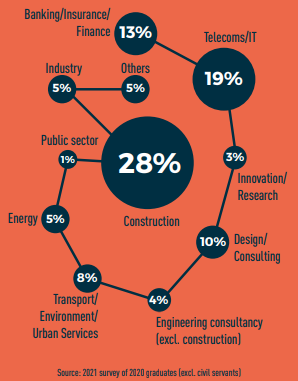 Banking/Insurance/
Finance
13%
Telecoms/IT
19%
Industry
5%
Others
5%
Public sector
1%
28%
Construction
3%
Innovation/
Research
Energy
5%
10%
Design/
Consulting
8%
Transport/
Environment/
Urban Services
4%
Engineering consultancy
(excl. construction)
Source: 2021 survey of 2020 graduates (excl. civil servants)